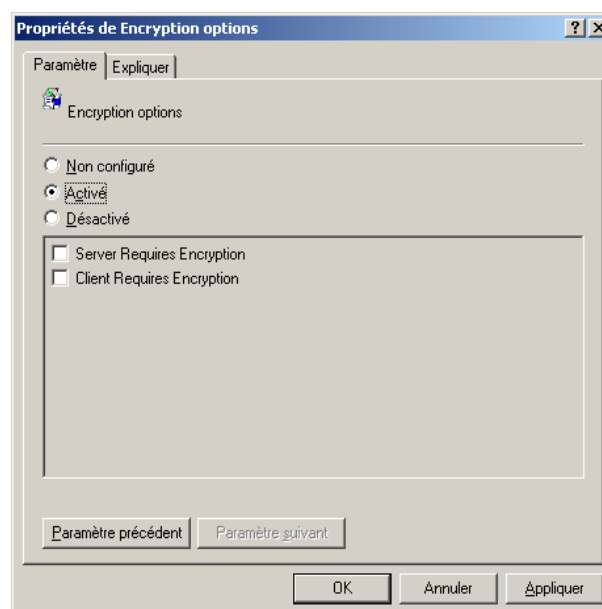 Propriétés de Encryption options
Paramètre Expliquer
Encryption options
Non configuré
Activé
Désactivé
Server Requires Encryption
Client Requires Encryption
Paramètre précédent Paramètre suivant
OK Annuler Appliquer